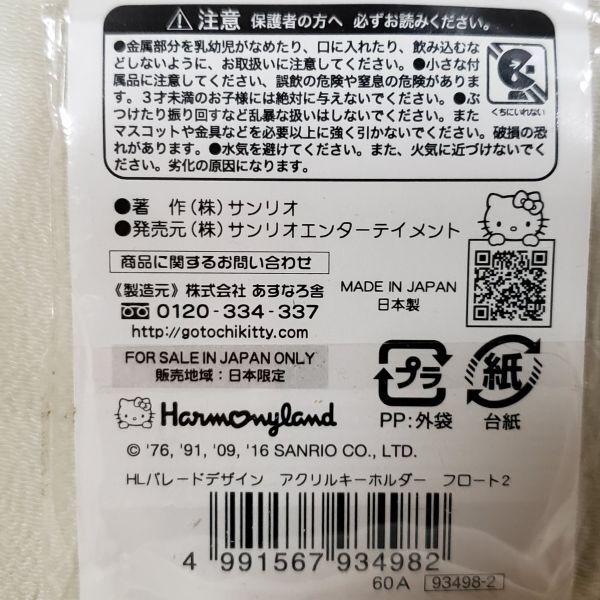 注意 保護者の方へ 必ずお読みください。
●金属部分を乳幼児がなめたり、口に入れたり、飲み込むな
どしないように、お取扱いに注意してください。●小さな付
属品に注意してください、誤飲の危険や窒息の危険がありま
す。3才未満のお子様には絶対に与えないでください。●ぶ
つけたり振り回すなど乱暴な扱いはしないでください。また
マスコットや金具などを必要以上に強く引かないでください。破損の恐
れがあります。●水気を避けてください。また、火気に近づけないでく
ださい。劣化の原因になります。
くちにいれない
●著 作(株)サンリオ
●発売元(株)サンリオエンターテイメント
商品に関するお問い合わせ
《製造元》株式会社 あすなろ舎
0120-334-337
http://gotochikitty.com
MADE IN JAPAN
日本製
FOR SALE IN JAPAN ONLY
販売地域:日本限定
プラ
PP:外袋
紙
台紙
Harmonyland
© '76, '91, '09, '16 SANRIO CO., LTD.
HLパレードデザイン アクリルキーホルダー フロート2
4 991567 934982
60A 93498-2